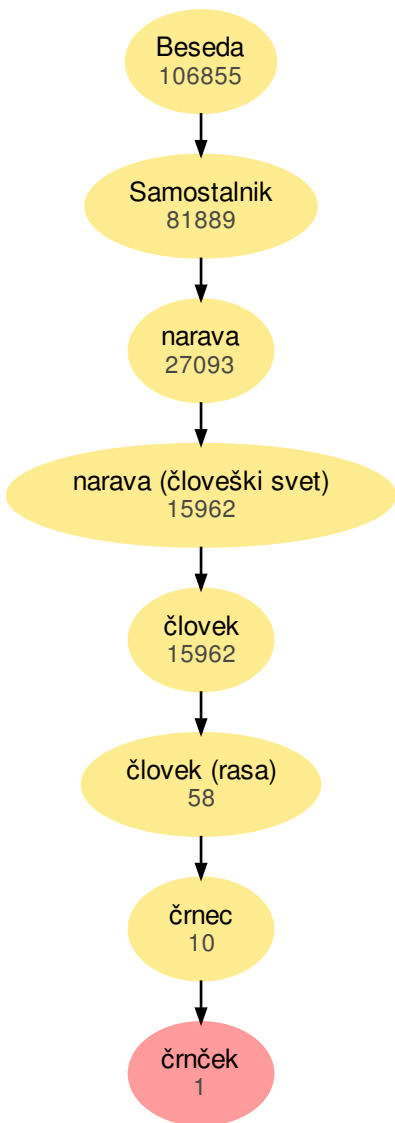 Beseda
106855
Samostalnik
81889
narava
27093
narava (človeški svet)
15962
človek
15962
človek (rasa)
58
črnec
10
črnček
1